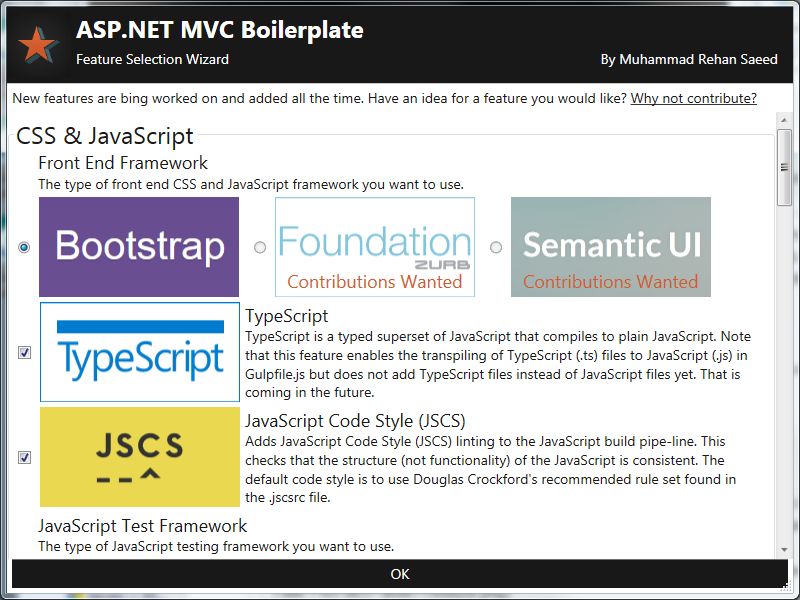 ASP.NET MVC Boilerplate
Feature Selection Wizard
By Muhammad Rehan Saeed
New features are bing worked on and added all the time. Have an idea for a feature you would like? Why not contribute?
CSS & JavaScript
Front End Framework
The type of front end CSS and JavaScript framework you want to use.
Bootstrap
Foundation
ZURB
Contributions Wanted
Semantic UI
Contributions Wanted
TypeScript
TypeScript
TypeScript is a typed superset of JavaScript that compiles to plain JavaScript. Note
that this feature enables the transpiling of TypeScript (.ts) files to JavaScript (.js) in
Gulpfile.js but does not add TypeScript files instead of JavaScript files yet. That is
coming in the future.
JSCS
JavaScript Code Style (JSCS)
Adds JavaScript Code Style (JSCS) linting to the JavaScript build pipe-line. This
checks that the structure (not functionality) of the JavaScript is consistent. The
default code style is to use Douglas Crockford's recommended rule set found in
the .jscsrc file.
JavaScript Test Framework
The type of JavaScript testing framework you want to use.
OK